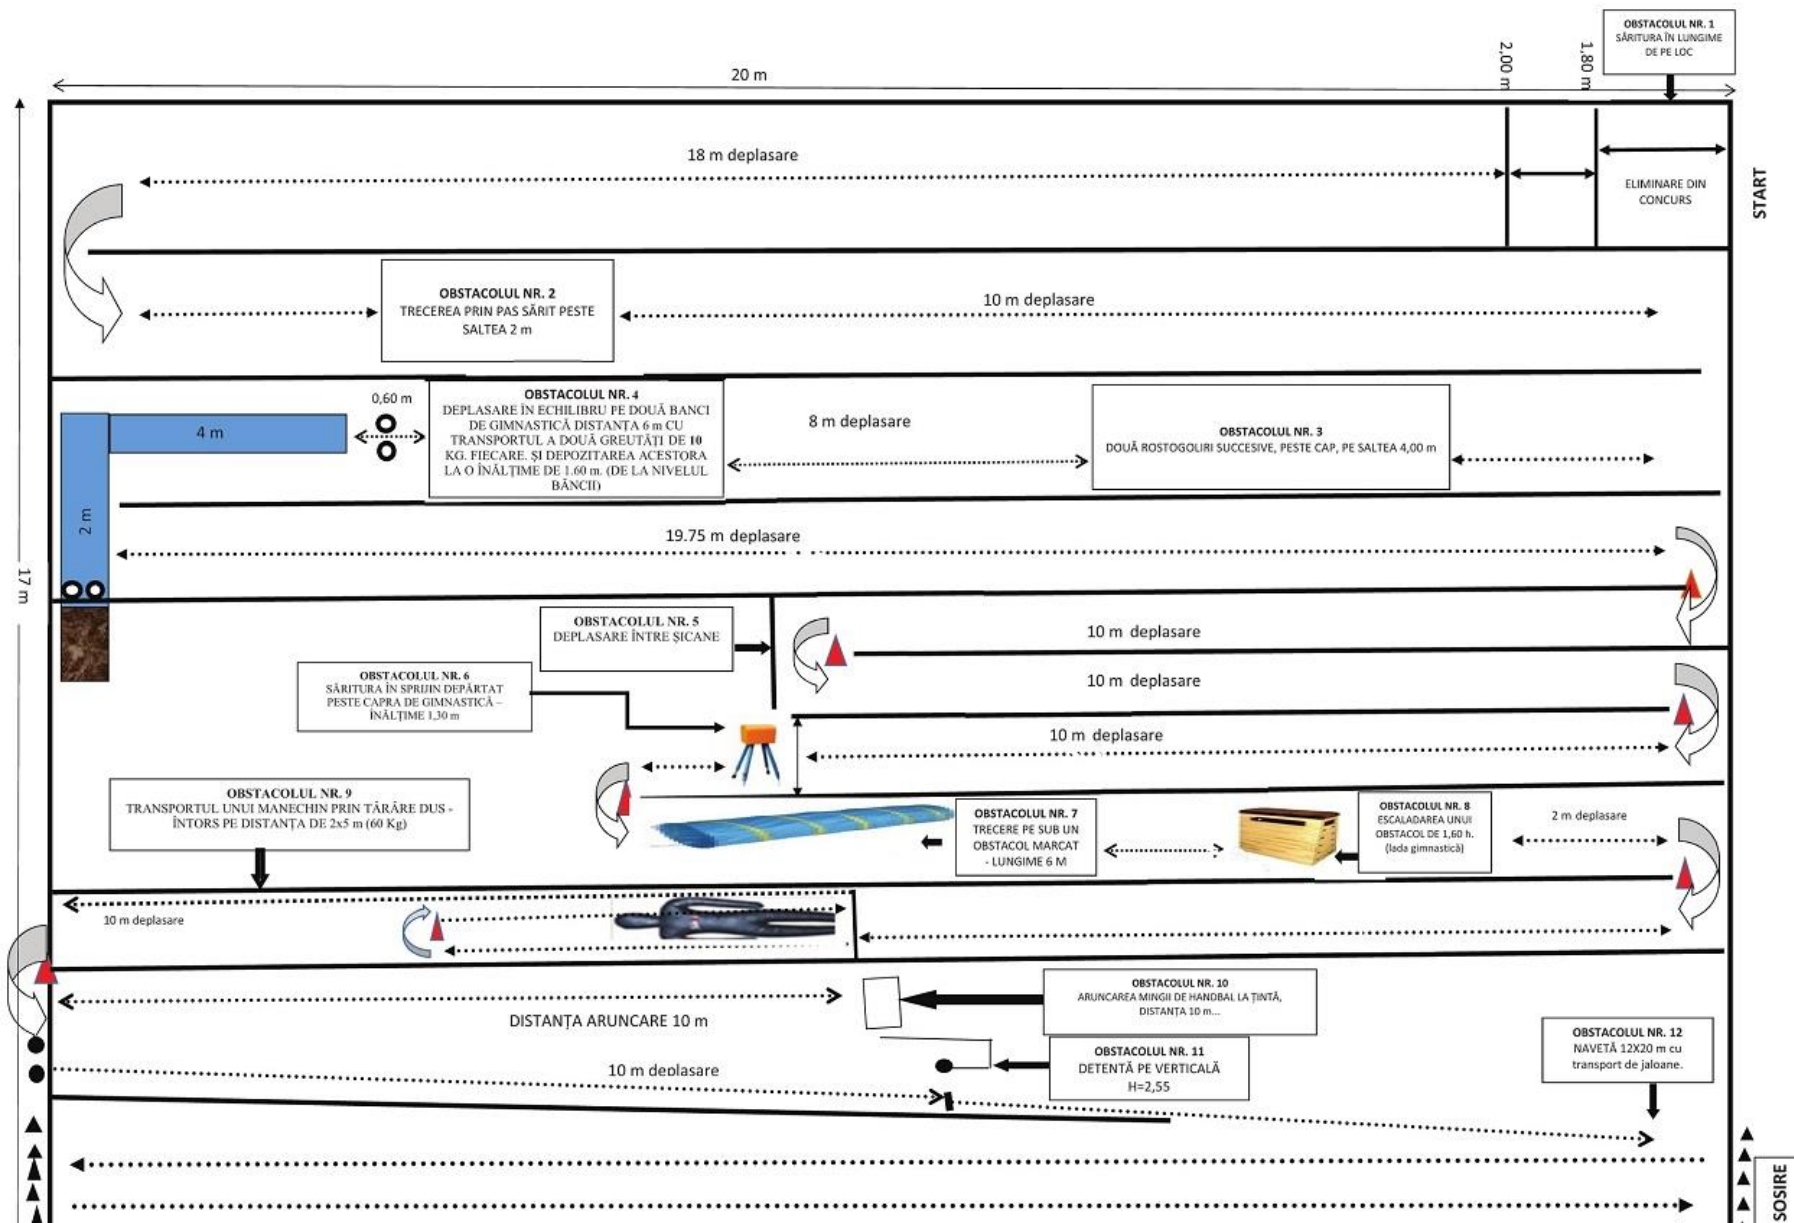 OBSTACOLUL NR. 1
SĂRITURA ÎN LUNGIME
DE PE LOC
20 m
2,00 m
1,80 m
18 m deplasare
ELIMINARE DIN
CONCURS
START
OBSTACOLUL NR. 2
TRECEREA PRIN PAS SĂRIT PESTE
SALTEA 2 m
10 m deplasare
4 m
0,60 m
OBSTACOLUL NR. 4
DEPLASARE ÎN ECHILIBRU PE DOUĂ BANCI
DE GIMNASTICĂ DISTANȚA 6 m CU
TRANSPORTUL A DOUĂ GREUTĂȚI DE 10
KG. FIECARE. ȘI DEPOZITAREA ACESTORA
LA O ÎNĂLȚIME DE 1.60 m. (DE LA NIVELUL
BĂNCII)
8 m deplasare
OBSTACOLUL NR. 3
DOUĂ ROSTOGOLIRI SUCCESIVE, PESTE CAP, PE SALTEA 4,00 m
2 m
19.75 m deplasare
17 m
OBSTACOLUL NR. 5
DEPLASARE ÎNTRE ȘICANE
10 m deplasare
OBSTACOLUL NR. 6
SĂRITURA ÎN SPRIJIN DEPĂRTAT
PESTE CAPRA DE GIMNASTICĂ –
ÎNĂLȚIME 1,30 m
10 m deplasare
10 m deplasare
OBSTACOLUL NR. 9
TRANSPORTUL UNUI MANECHIN PRIN TÂRÂRE DUS -
ÎNTORS PE DISTANȚA DE 2x5 m (60 Kg)
OBSTACOLUL NR. 7
TRECERE PE SUB UN
OBSTACOL MARCAT
- LUNGIME 6 M
OBSTACOLUL NR. 8
ESCALADAREA UNUI
OBSTACOL DE 1,60 h.
(lada gimnastică)
2 m deplasare
10 m deplasare
DISTANȚA ARUNCARE 10 m
OBSTACOLUL NR. 10
ARUNCAREA MINGII DE HANDBAL LA ȚINTĂ,
DISTANȚA 10 m...
OBSTACOLUL NR. 11
DETENTĂ PE VERTICALĂ
H=2,55
OBSTACOLUL NR. 12
NAVETĂ 12X20 m cu
transport de jaloane.
10 m deplasare
SOSIRE